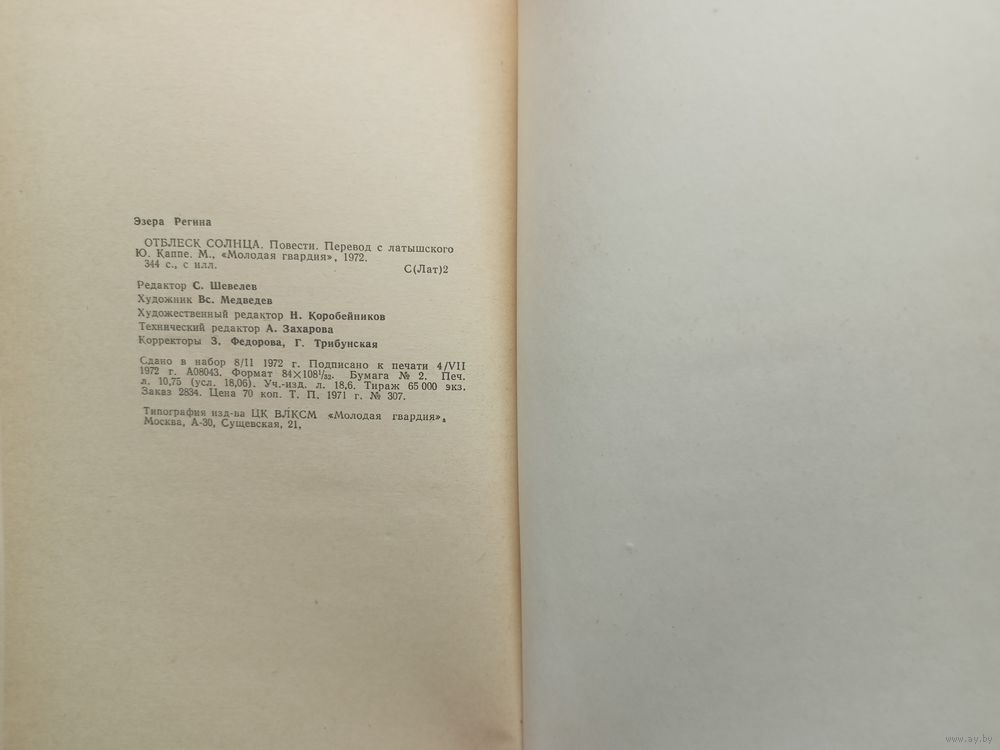 Эзера Регина
ОТБЛЕСК СОЛНЦА. Повести. Перевод с латышского
Ю. Каппе. М., «Молодая гвардия», 1972.
344 с., с илл.
С(Лат)2
Редактор С. Шевелев
Художник Вс. Медведев
Художественный редактор Н. Коробейников
Технический редактор А. Захарова
Корректоры З. Федорова, Г. Трибунская
Сдано в набор 8/II 1972 г. Подписано к печати 4/VII
1972 г. А08043. Формат 84×108¹/₃₂. Бумага № 2. Печ.
л. 10,75 (усл. 18,06). Уч.-изд. л. 18,6. Тираж 65 000 экз.
Заказ 2834. Цена 70 коп. Т. П. 1971 г. № 307.
Типография изд-ва ЦК ВЛКСМ «Молодая гвардия»,
Москва, А-30, Сущевская, 21.
www.ay.by